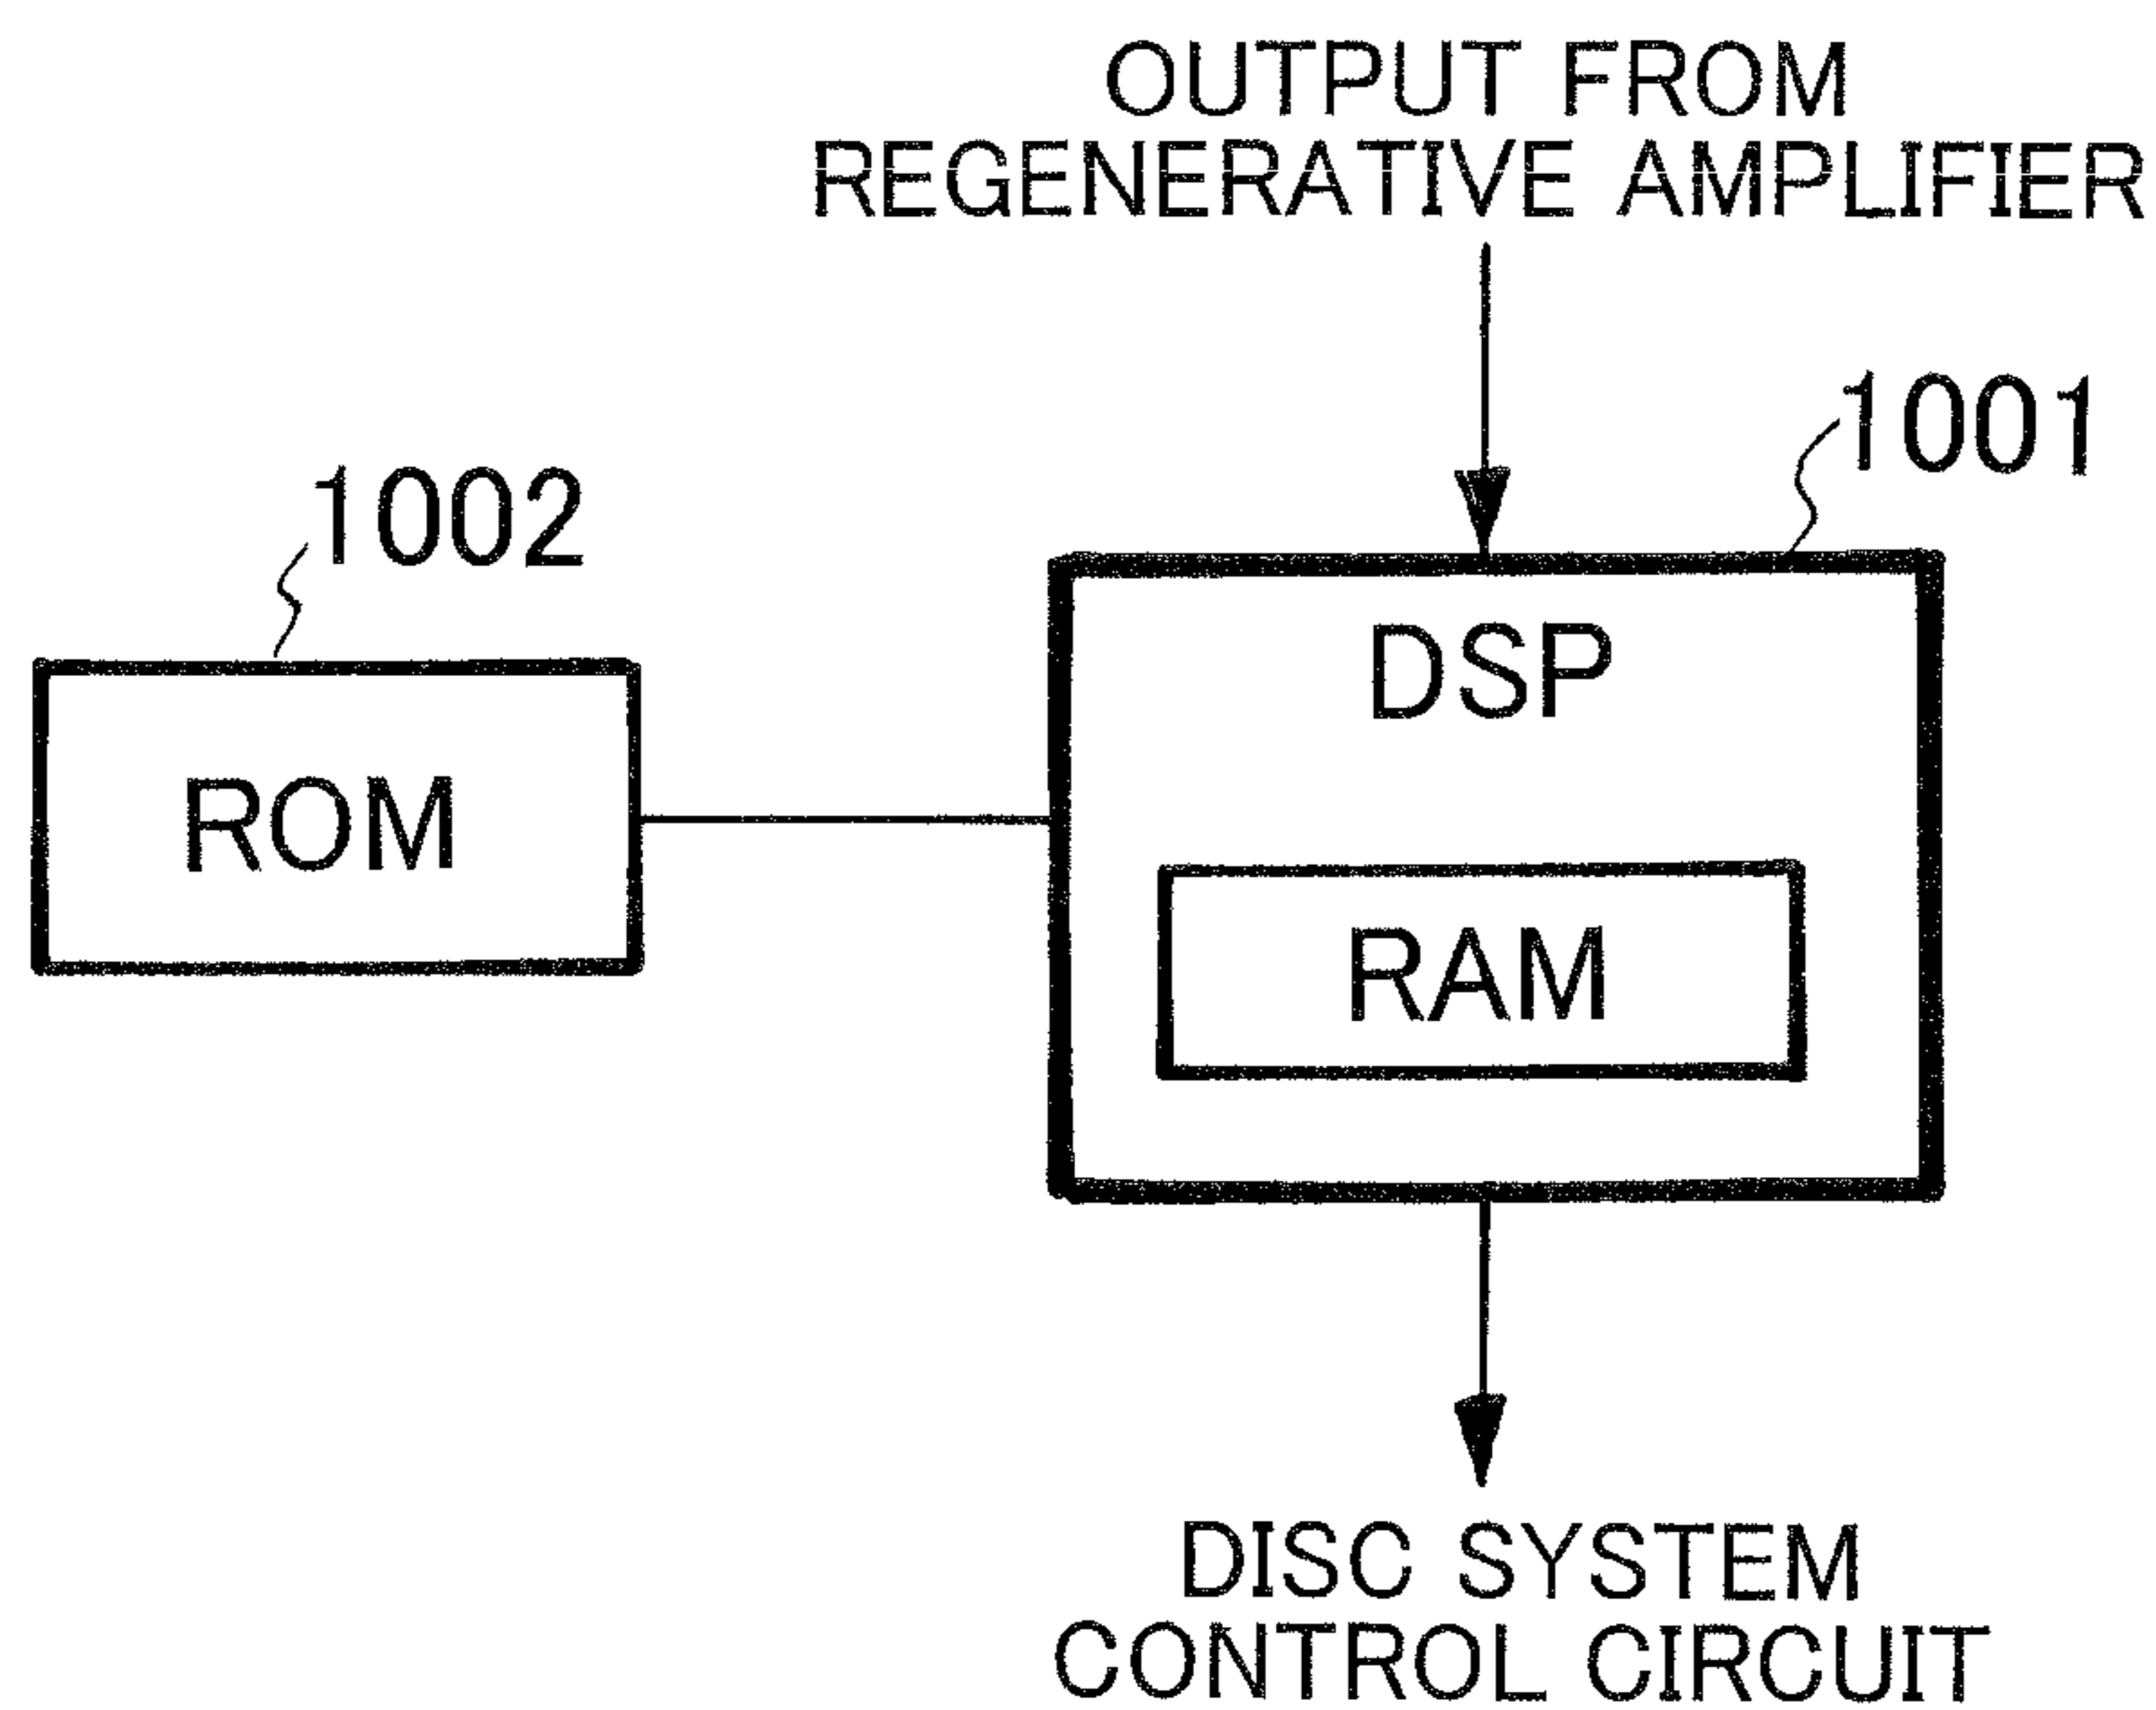 OUTPUT FROM
REGENERATIVE AMPLIFIER
1001
1002
DSP
ROM
RAM
DISC SYSTEM
CONTROL CIRCUIT